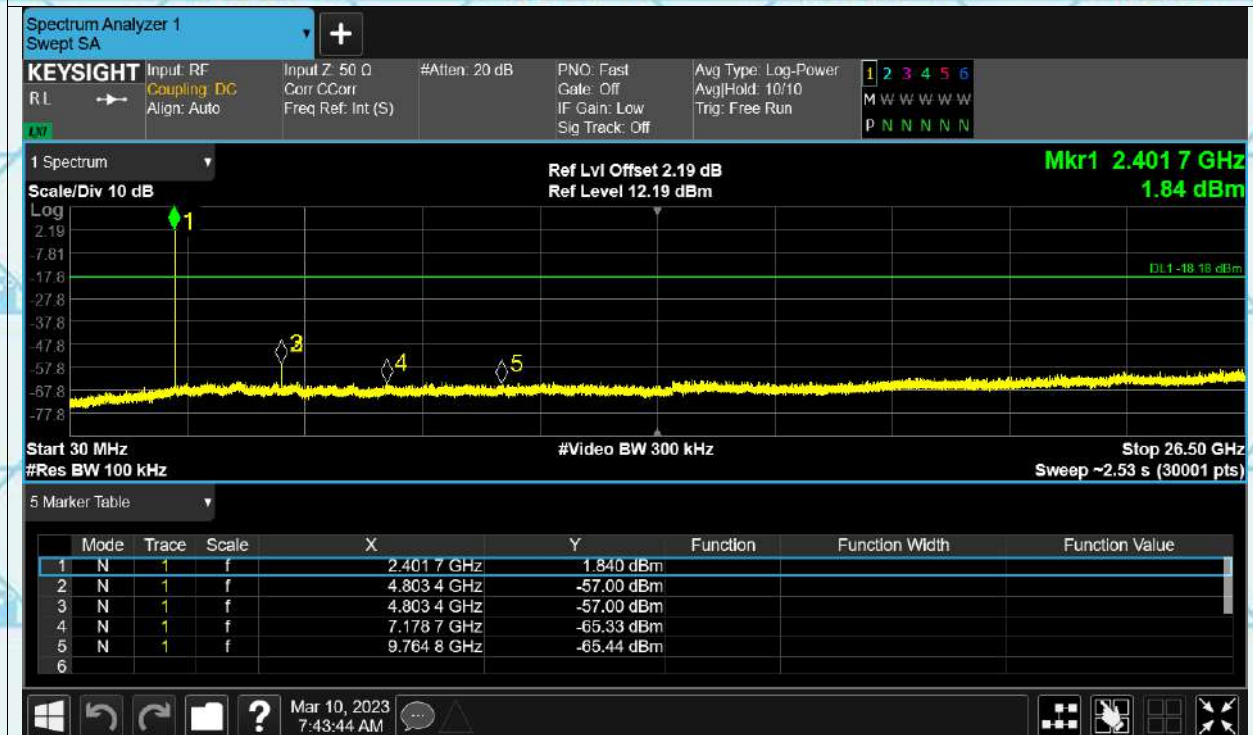 Spectrum Analyzer 1
Swept SA
+
KEYSIGHT
RL
LXI
Input: RF
Coupling: DC
Align: Auto
Input Z: 50 Ω
Corr CCorr
Freq Ref: Int (S)
#Atten: 20 dB
PNO: Fast
Gate: Off
IF Gain: Low
Sig Track: Off
Avg Type: Log-Power
Avg|Hold: 10/10
Trig: Free Run
1 2 3 4 5 6
M W W W W W
P N N N N N
1 Spectrum
Scale/Div 10 dB
Ref Lvl Offset 2.19 dB
Ref Level 12.19 dBm
Mkr1 2.401 7 GHz
1.84 dBm
Log
2.19
-7.81
-17.8
-27.8
-37.8
-47.8
-57.8
-67.8
-77.8
1
3
4
5
DL1 -18.18 dBm
Start 30 MHz
#Video BW 300 kHz
Stop 26.50 GHz
#Res BW 100 kHz
Sweep ~2.53 s (30001 pts)
5 Marker Table
Mode Trace Scale X Y Function Function Width Function Value
1 N 1 f 2.401 7 GHz 1.840 dBm
2 N 1 f 4.803 4 GHz -57.00 dBm
3 N 1 f 4.803 4 GHz -57.00 dBm
4 N 1 f 7.178 7 GHz -65.33 dBm
5 N 1 f 9.764 8 GHz -65.44 dBm
6
?
Mar 10, 2023
7:43:44 AM